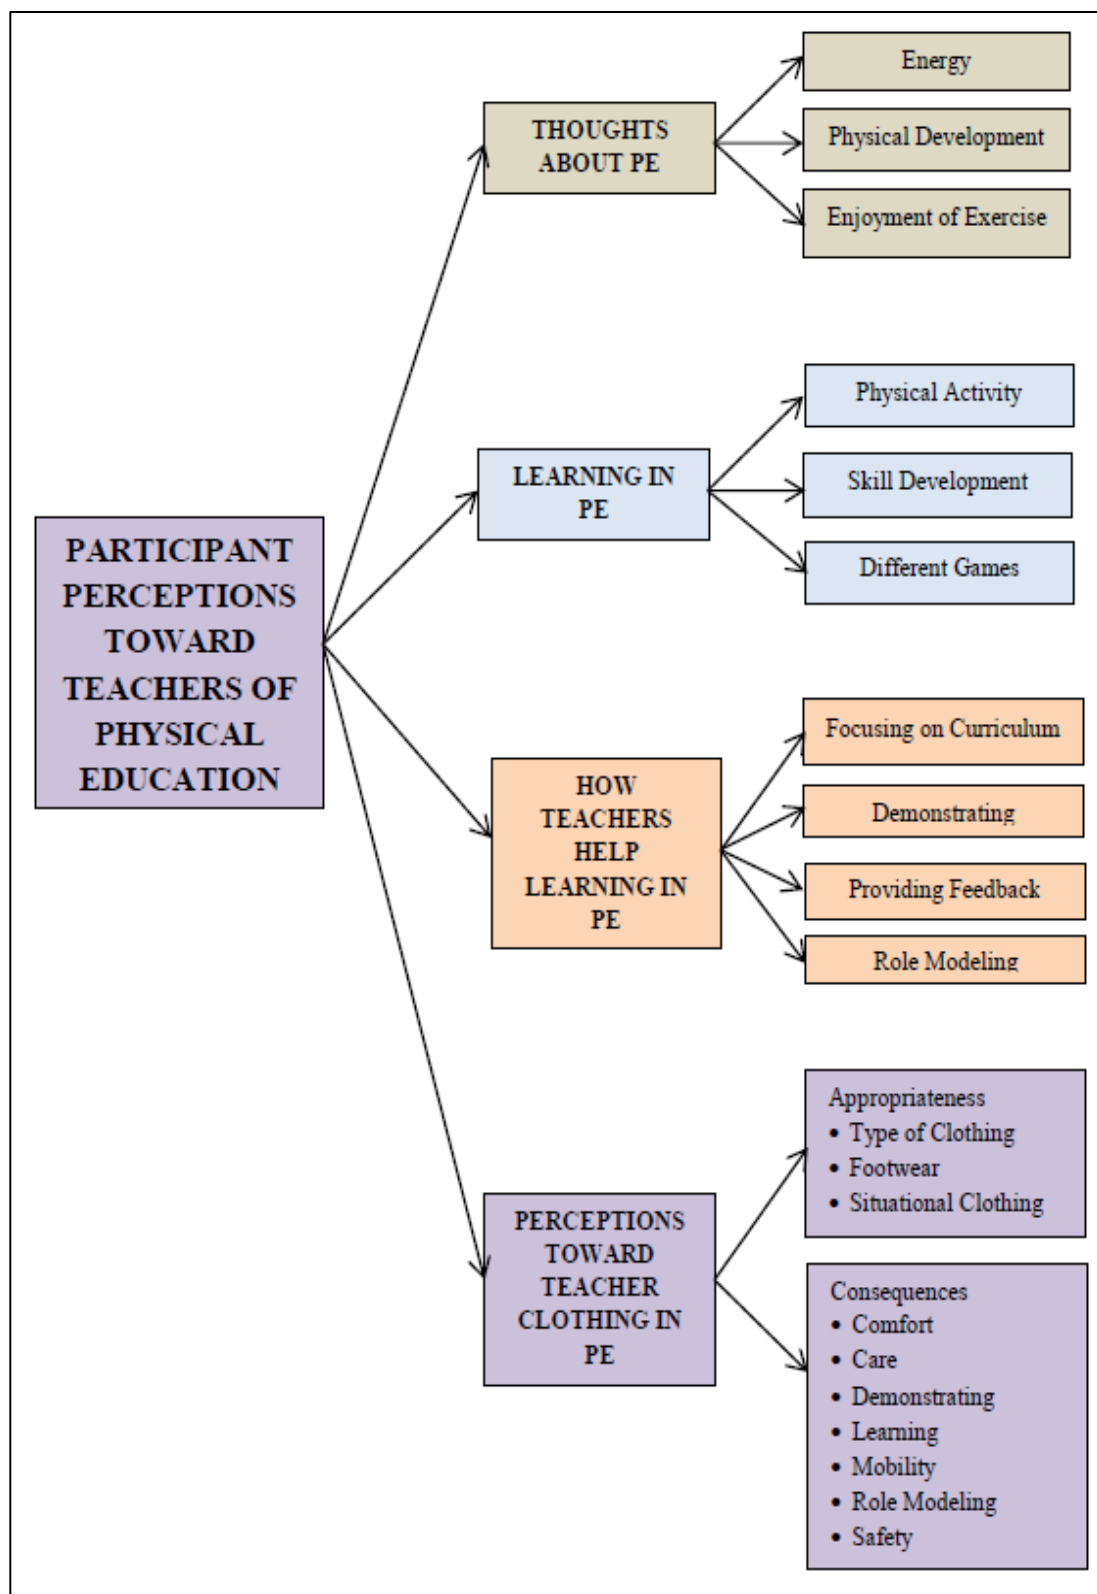 PARTICIPANT
PERCEPTIONS
TOWARD
TEACHERS OF
PHYSICAL
EDUCATION
THOUGHTS
ABOUT PE
Energy
Physical Development
Enjoyment of Exercise
LEARNING IN
PE
Physical Activity
Skill Development
Different Games
HOW
TEACHERS
HELP
LEARNING IN
PE
Focusing on Curriculum
Demonstrating
Providing Feedback
Role Modeling
PERCEPTIONS
TOWARD
TEACHER
CLOTHING IN
PE
Appropriateness
• Type of Clothing
• Footwear
• Situational Clothing
Consequences
• Comfort
• Care
• Demonstrating
• Learning
• Mobility
• Role Modeling
• Safety